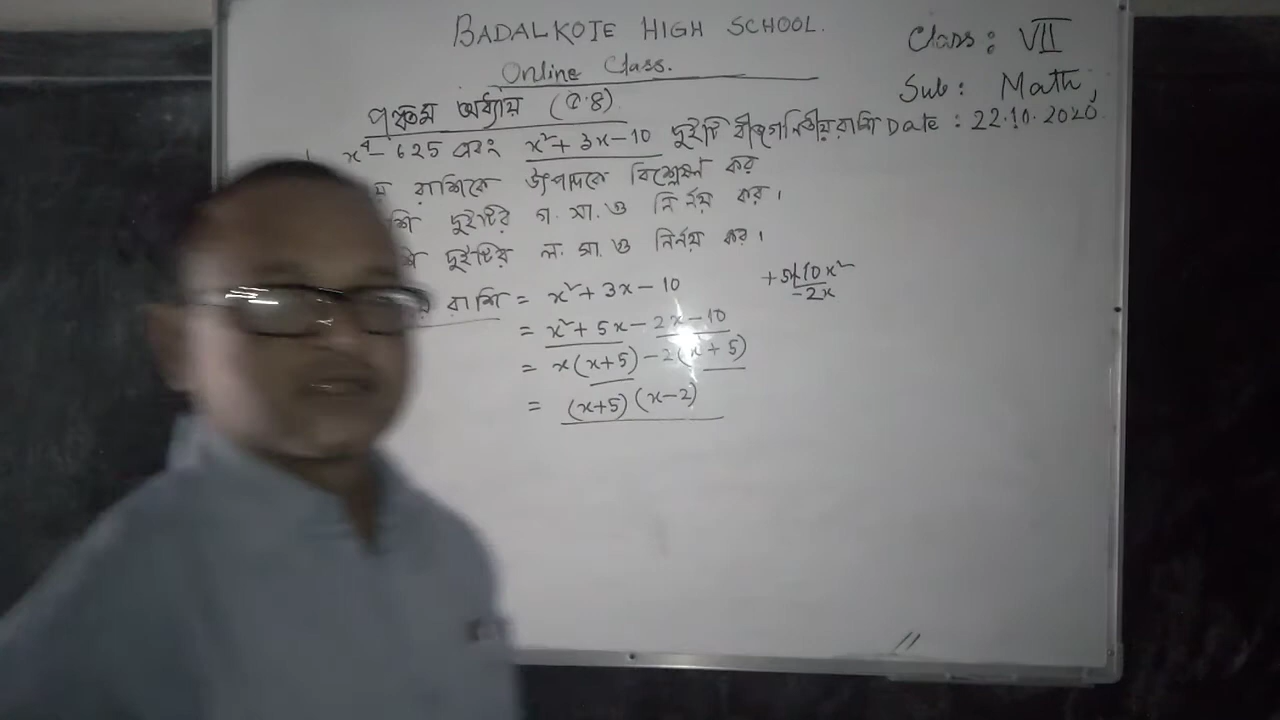 BADALKOTE HIGH SCHOOL.
Online Class.
Class: VII
Sub: Math,
Date: 22.10.2020
পঞ্চম অধ্যায় (৫.৪)
x⁴ - 625 এবং x² + 3x - 10 দুইটি বীজগণিতীয় রাশি
রাশিকে উৎপাদকে বিশ্লেষণ কর
দুইটির গ. সা. গু নির্ণয় কর।
দুইটির ল. সা. গু নির্ণয় কর।
রাশি = x² + 3x - 10
= x² + 5x - 2x - 10
= x(x+5) - 2(x+5)
= (x+5)(x-2)
-2x